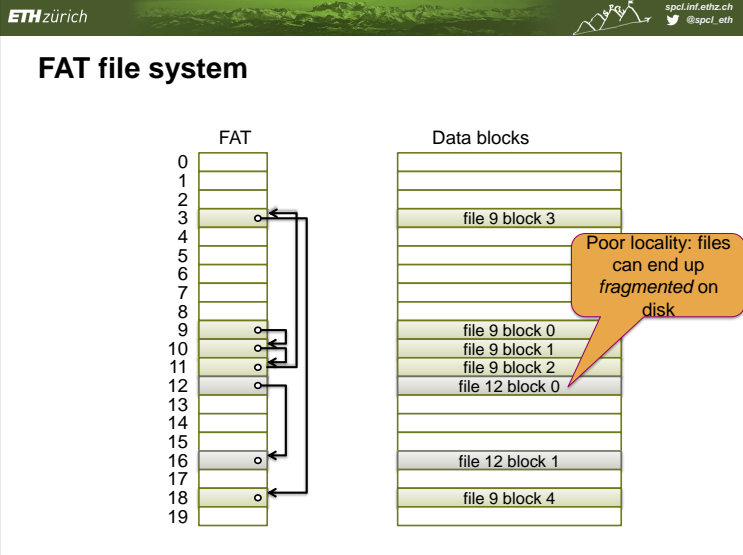 ETH zürich
spcl.inf.ethz.ch
@spcl_eth
FAT file system
FAT
Data blocks
0
1
2
3
4
5
6
7
8
9
10
11
12
13
14
15
16
17
18
19
file 9 block 3
Poor locality: files
can end up
fragmented on
disk
file 9 block 0
file 9 block 1
file 9 block 2
file 12 block 0
file 12 block 1
file 9 block 4